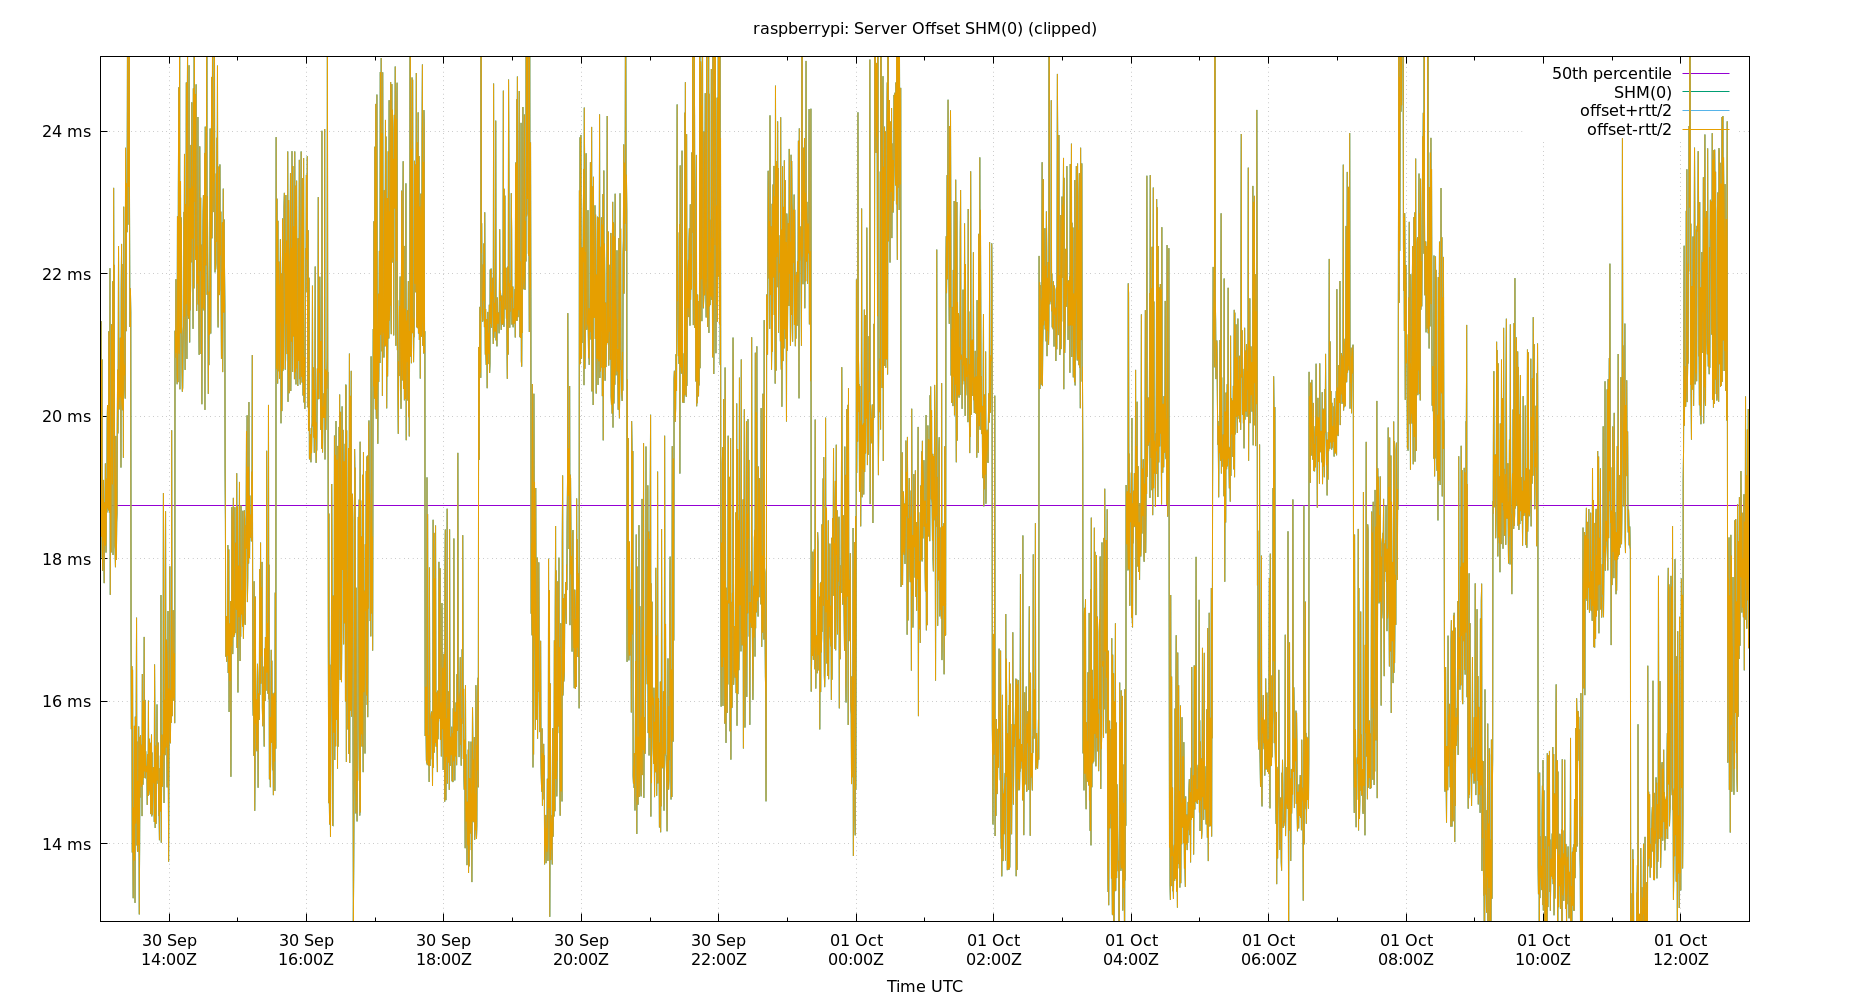 raspberrypi: Server Offset SHM(0) (clipped)
50th percentile
SHM(0)
offset+rtt/2
offset-rtt/2
24 ms
22 ms
20 ms
18 ms
16 ms
14 ms
30 Sep 30 Sep 30 Sep 30 Sep 30 Sep 01 Oct 01 Oct 01 Oct 01 Oct 01 Oct 01 Oct 01 Oct
14:00Z 16:00Z 18:00Z 20:00Z 22:00Z 00:00Z 02:00Z 04:00Z 06:00Z 08:00Z 10:00Z 12:00Z
Time UTC